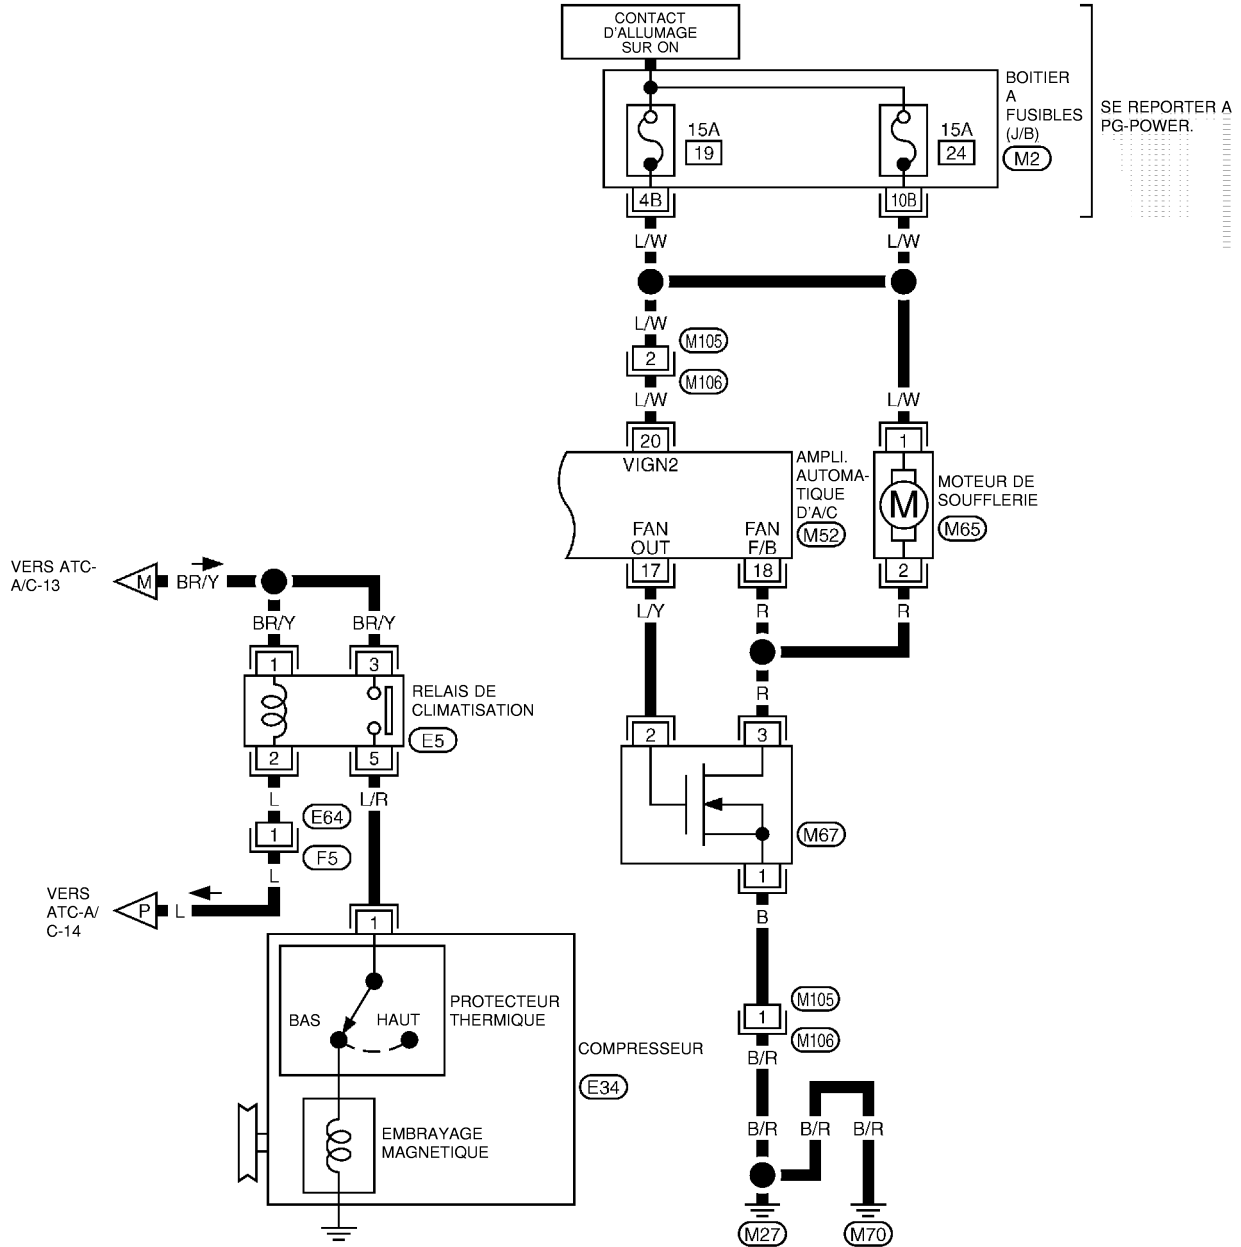 CONTACT
D'ALLUMAGE
SUR ON
BOITIER
A
FUSIBLES
(J/B)
M2
SE REPORTER A
PG-POWER.
15A
19
15A
24
4B
10B
L/W
L/W
L/W
M105
2
M106
L/W
L/W
20
1
VIGN2
AMPLI.
AUTOMA-
TIQUE
D'A/C
M52
M
MOTEUR DE
SOUFFLERIE
M65
FAN
OUT
FAN
F/B
17
18
2
VERS ATC-
A/C-13
M
BR/Y
L/Y
R
R
BR/Y
BR/Y
1
3
R
RELAIS DE
CLIMATISATION
E5
2
3
2
5
L
L/R
E64
1
F5
L
M67
1
VERS
ATC-A/
C-14
P
L
1
B
PROTECTEUR
THERMIQUE
BAS
HAUT
M105
1
M106
COMPRESSEUR
E34
B/R
EMBRAYAGE
MAGNETIQUE
B/R
B/R
B/R
M27
M70